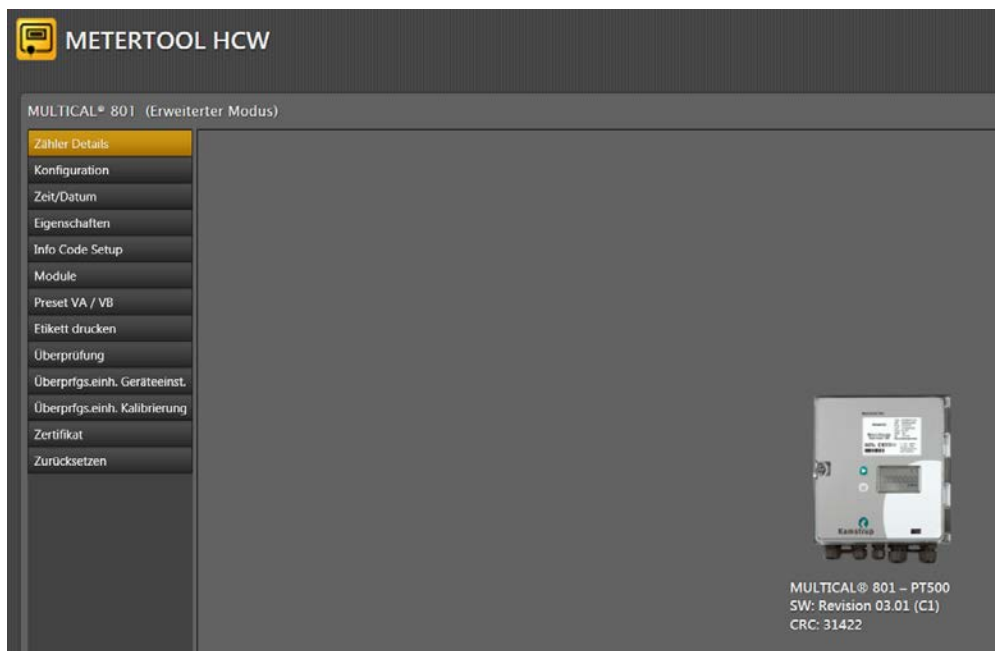 METERTOOL HCW
MULTICAL® 801 (Erweiterter Modus)
Zähler Details
Konfiguration
Zeit/Datum
Eigenschaften
Info Code Setup
Module
Preset VA / VB
Etikett drucken
Überprüfung
Überprfgs.einh. Geräteeinst.
Überprfgs.einh. Kalibrierung
Zertifikat
Zurücksetzen
Kamstrup
MULTICAL® 801 – PT500
SW: Revision 03.01 (C1)
CRC: 31422